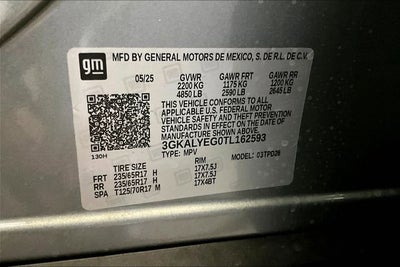 gm MFD BY GENERAL MOTORS DE MEXICO, S. DE R.L. DE C.V.
05/25 GVWR GAWR FRT GAWR RR
2200 KG 1175 KG 1200 KG
4850 LB 2590 LB 2645 LB
THIS VEHICLE CONFORMS TO ALL
APPLICABLE U.S. FEDERAL MOTOR
VEHICLE SAFETY AND THEFT PREVENTION
STANDARDS IN EFFECT ON THE DATE OF
MANUFACTURE SHOWN ABOVE.
3GKALYEG0TL162593
130H TYPE: MPV MODEL: 03TPD26
TIRE SIZE RIM
FRT 235/65R17 H 17X7.5J
RR 235/65R17 H 17X7.5J
SPA T125/70R17 M 17X4BT